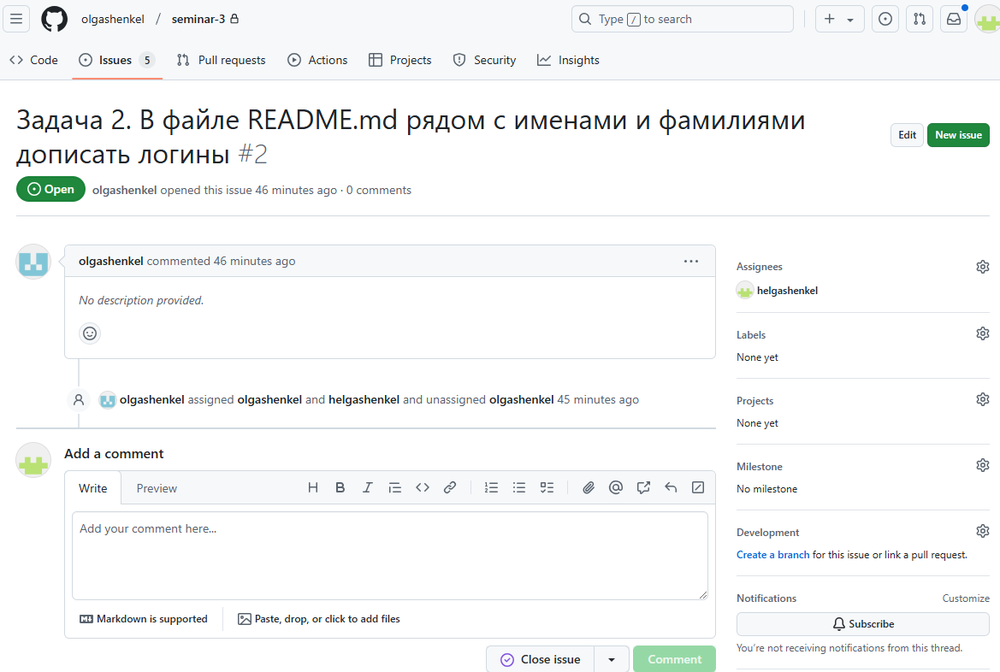 olgashenkel / seminar-3
Type / to search
Code Issues 5 Pull requests Actions Projects Security Insights
Задача 2. В файле README.md рядом с именами и фамилиями
дописать логины #2
Edit New issue
Open olgashenkel opened this issue 46 minutes ago · 0 comments
olgashenkel commented 46 minutes ago
No description provided.
olgashenkel assigned olgashenkel and helgashenkel and unassigned olgashenkel 45 minutes ago
Add a comment
Write Preview
Add your comment here...
Markdown is supported
Paste, drop, or click to add files
Close issue Comment
Assignees
helgashenkel
Labels
None yet
Projects
None yet
Milestone
No milestone
Development
Create a branch for this issue or link a pull request.
Notifications Customize
Subscribe
You're not receiving notifications from this thread.